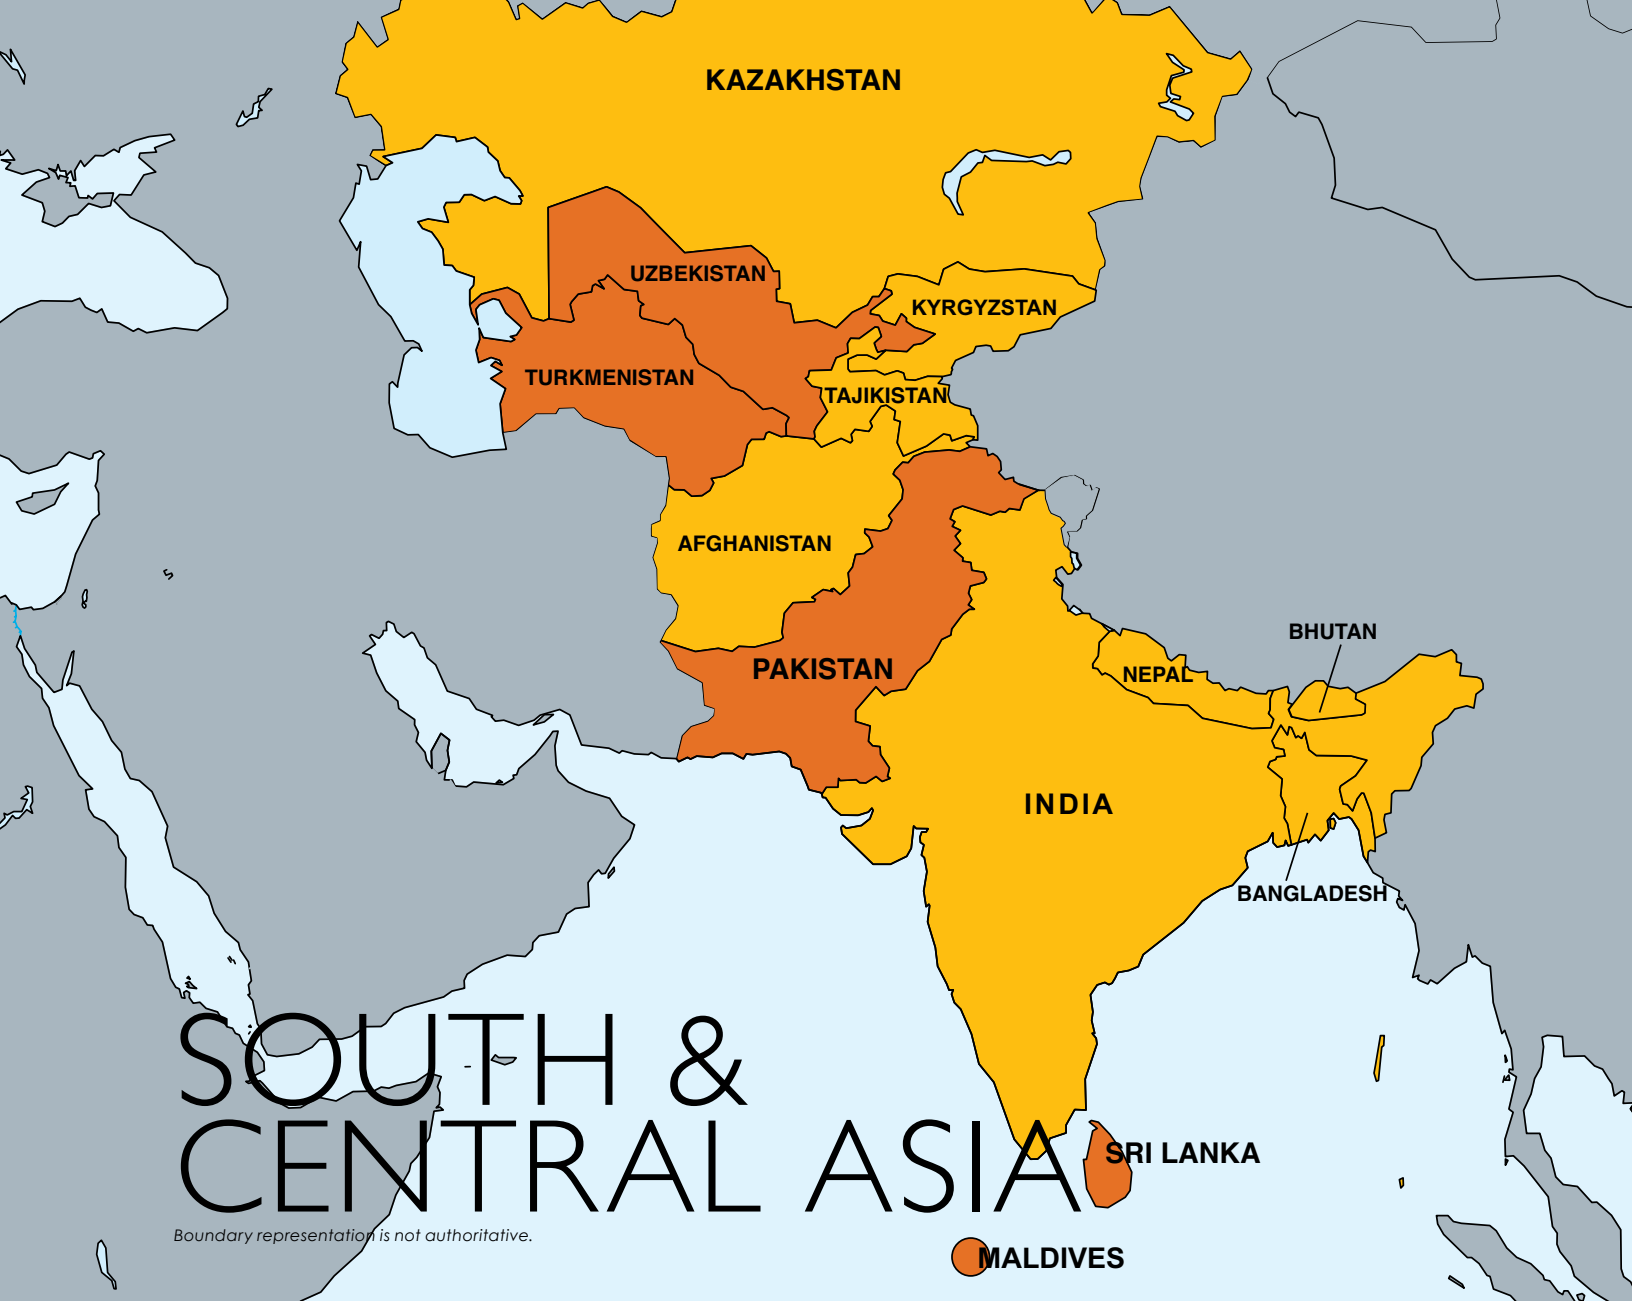 KAZAKHSTAN
UZBEKISTAN
KYRGYZSTAN
TURKMENISTAN
TAJIKISTAN
AFGHANISTAN
BHUTAN
PAKISTAN
NEPAL
INDIA
BANGLADESH
SOUTH &
CENTRAL ASIA
SRI LANKA
Boundary representation is not authoritative.
MALDIVES